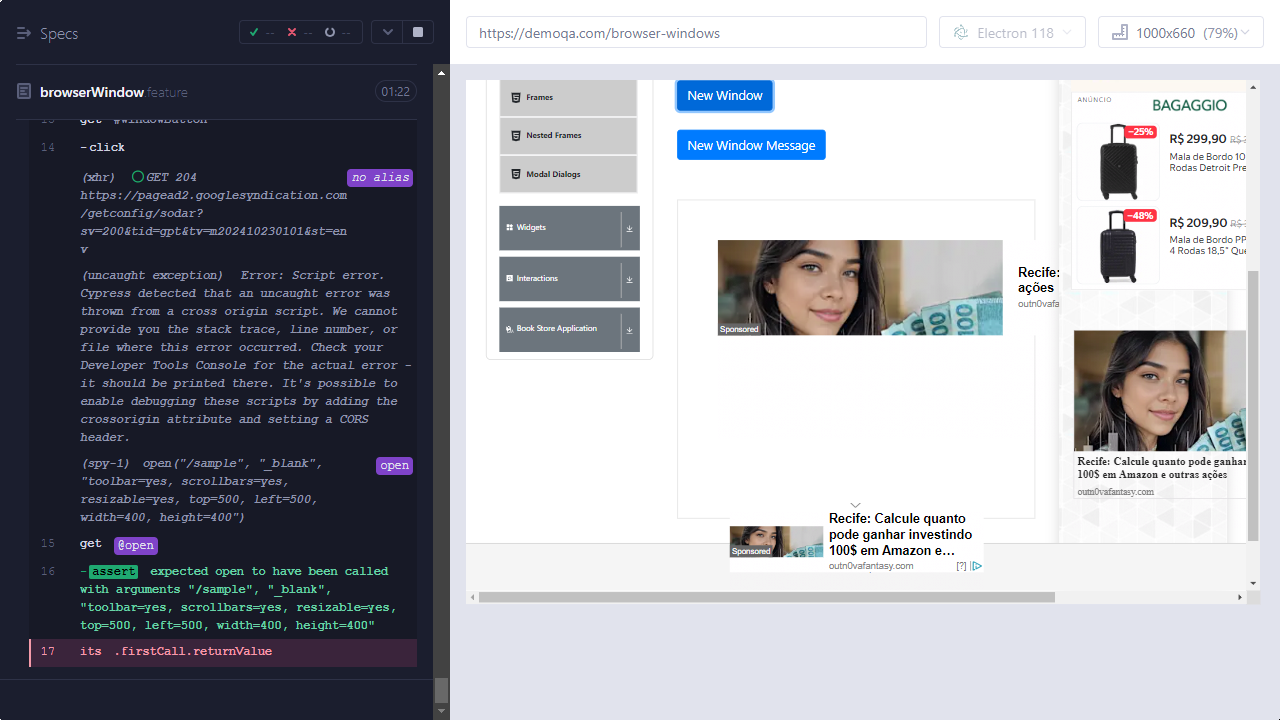 Specs
--
--
--
browserWindow.feature
01:22
get #windowButton
14
-click
(xhr) GET 204
https://pagead2.googlesyndication.com
/getconfig/sodar?
sv=200&tid=gpt&tv=m202410230101&st=en
v
no alias
(uncaught exception) Error: Script error.
Cypress detected that an uncaught error was
thrown from a cross origin script. We cannot
provide you the stack trace, line number, or
file where this error occurred. Check your
Developer Tools Console for the actual error -
it should be printed there. It's possible to
enable debugging these scripts by adding the
crossorigin attribute and setting a CORS
header.
(spy-1) open("/sample", "_blank",
"toolbar=yes, scrollbars=yes,
resizable=yes, top=500, left=500,
width=400, height=400")
open
15
get @open
16
-assert expected open to have been called
with arguments "/sample", "_blank",
"toolbar=yes, scrollbars=yes, resizable=yes,
top=500, left=500, width=400, height=400"
17
its .firstCall.returnValue
https://demoqa.com/browser-windows
Electron 118
1000x660 (79%)
Frames
Nested Frames
Modal Dialogs
Widgets
Interactions
Book Store Application
New Window
New Window Message
Sponsored
Recife:
ações
outn0vafa
Sponsored
Recife: Calcule quanto
pode ganhar investindo
100$ em Amazon e…
outn0vafantasy.com
[?]
ANÚNCIO
BAGAGGIO
−25%
R$ 299,90
Mala de Bordo 10
Rodas Detroit Pre
−48%
R$ 209,90
Mala de Bordo PP
4 Rodas 18,5" Que
Recife: Calcule quanto pode ganhar
100$ em Amazon e outras ações
outn0vafantasy.com